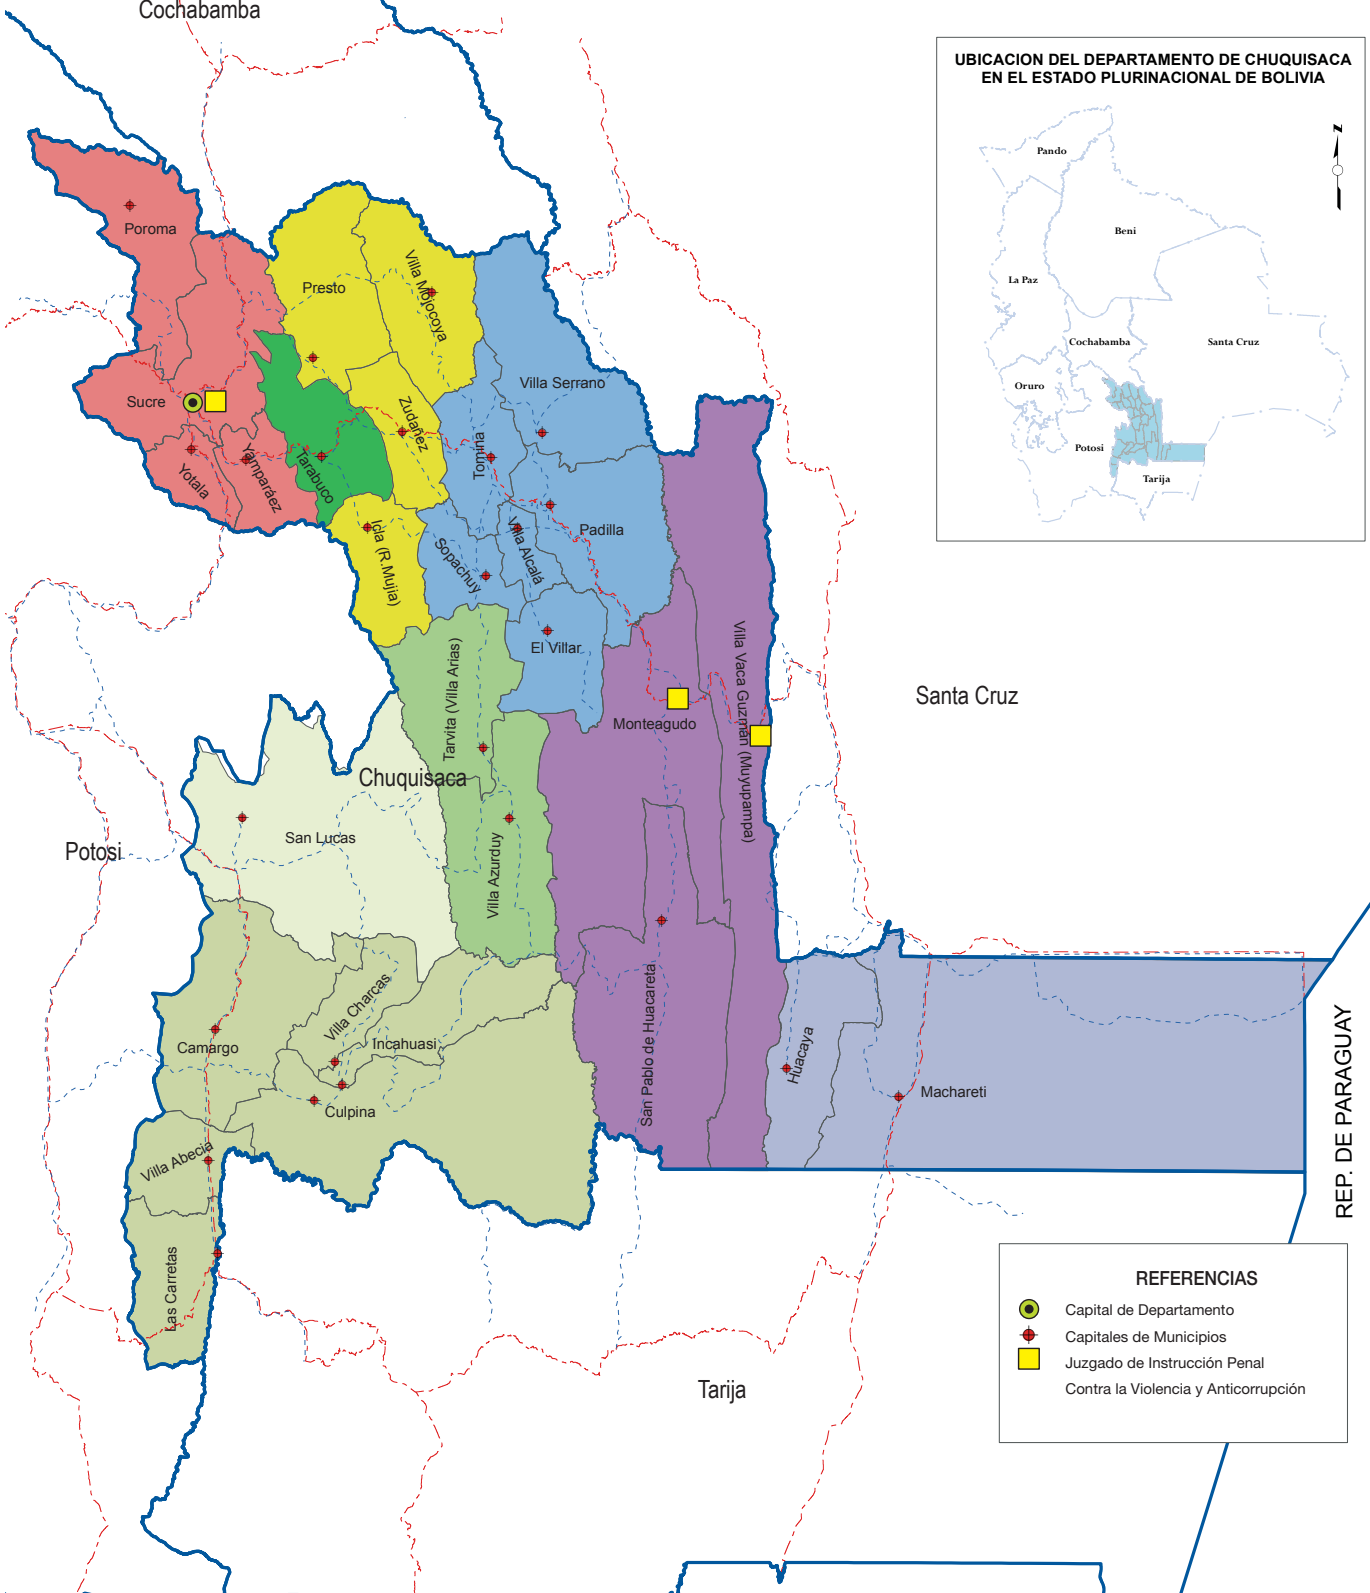 Cochabamba
UBICACION DEL DEPARTAMENTO DE CHUQUISACA
EN EL ESTADO PLURINACIONAL DE BOLIVIA
N
Pando
Beni
La Paz
Cochabamba
Santa Cruz
Oruro
Potosi
Tarija
Poroma
Presto
Villa Mojocoya
Villa Serrano
Sucre
Zudañez
Tomina
Yotala
Yamparáez
Tarabuco
Padilla
Villa Alcalá
Icla (R.Mujia)
Sopachuy
El Villar
Tarvita (Villa Arias)
Villa Vaca Guzmán (Muyupampa)
Santa Cruz
Monteagudo
Chuquisaca
San Lucas
Potosi
Villa Azurduy
Villa Charcas
Incahuasi
Camargo
San Pablo de Huacareta
Huacaya
Machareti
Culpina
Villa Abecia
Las Carretas
REP. DE PARAGUAY
Tarija
REFERENCIAS
Capital de Departamento
Capitales de Municipios
Juzgado de Instrucción Penal
Contra la Violencia y Anticorrupción